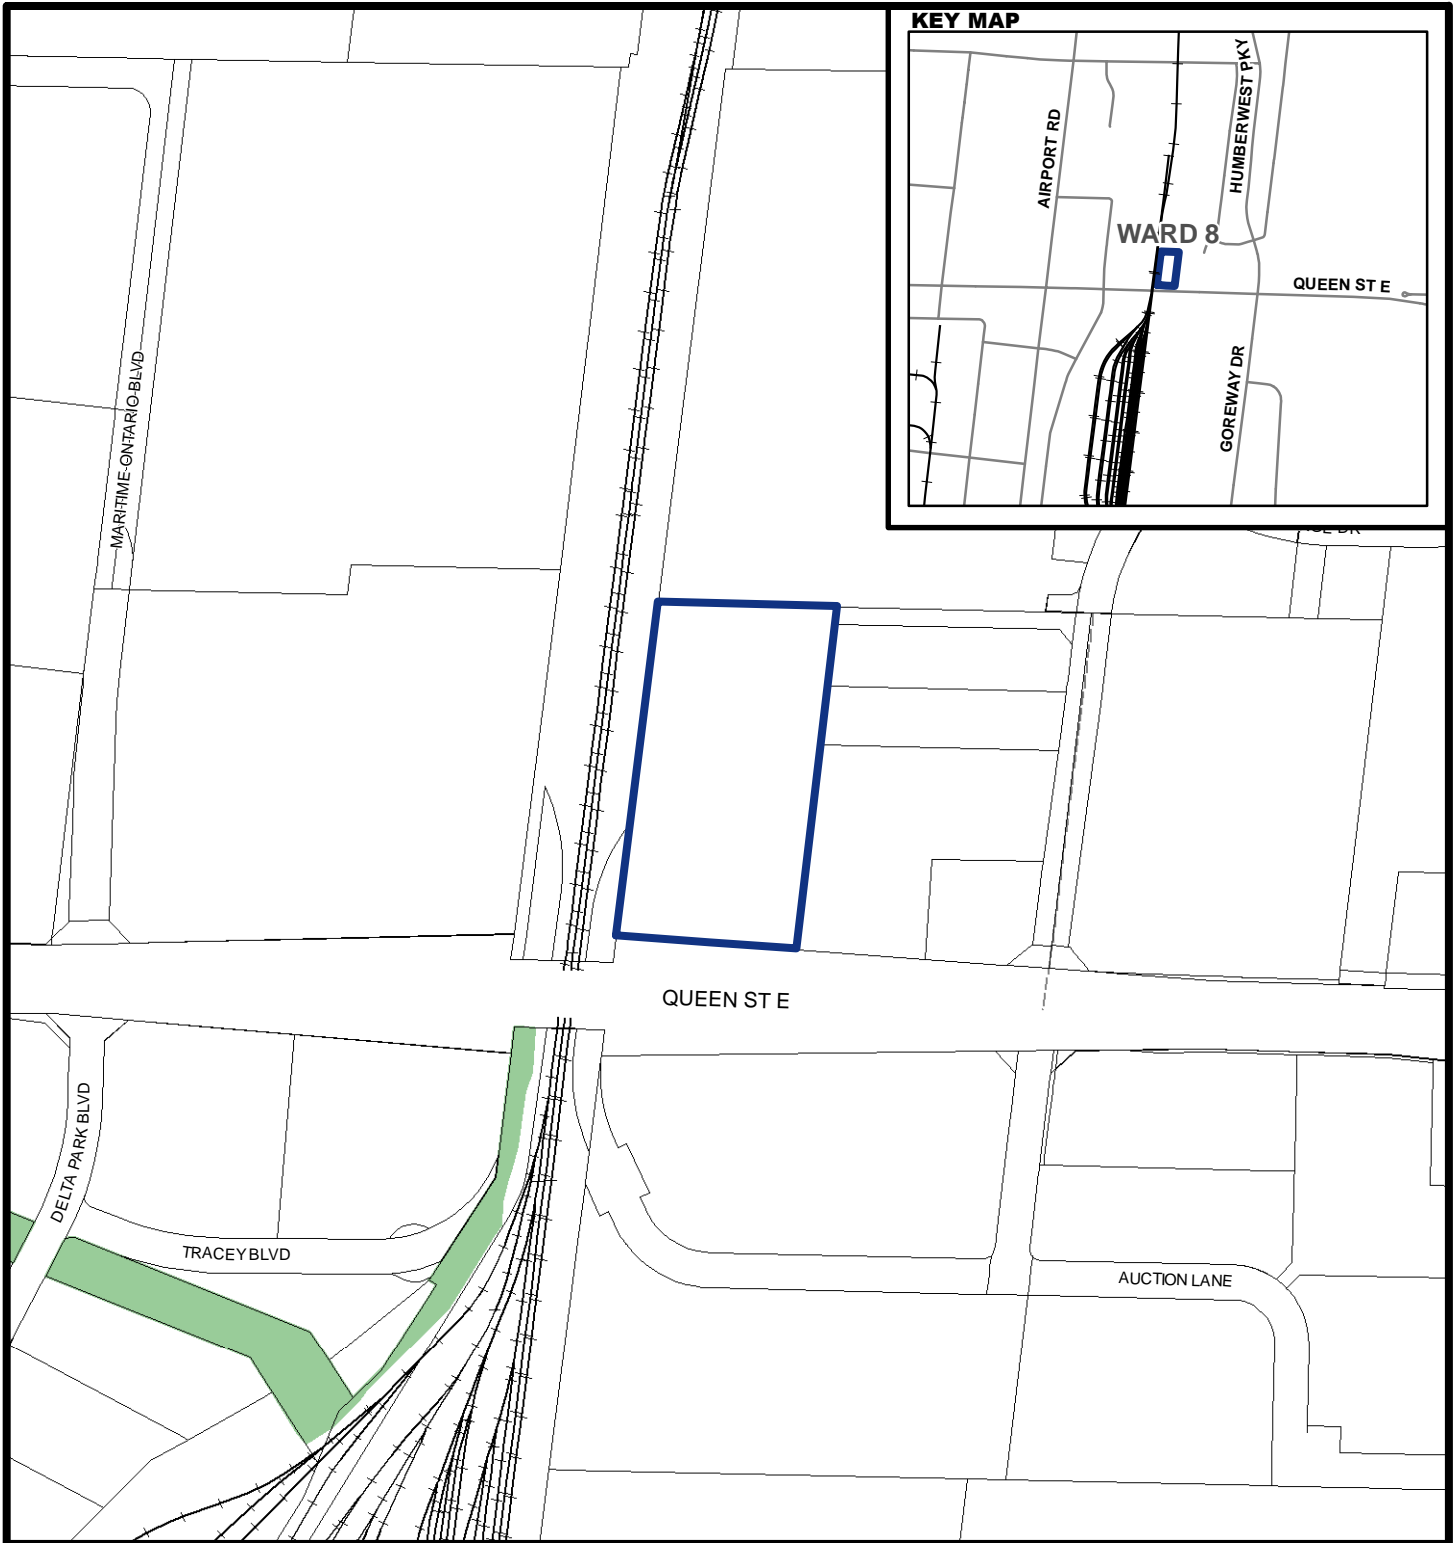 KEY MAP
HUMBERWEST PKY
AIRPORT RD
WARD 8
QUEEN ST E
GOREWAY DR
MARITIME-ONTARIO-BLVD
DR
QUEEN ST E
DELTA PARK BLVD
TRACEY BLVD
AUCTION LANE